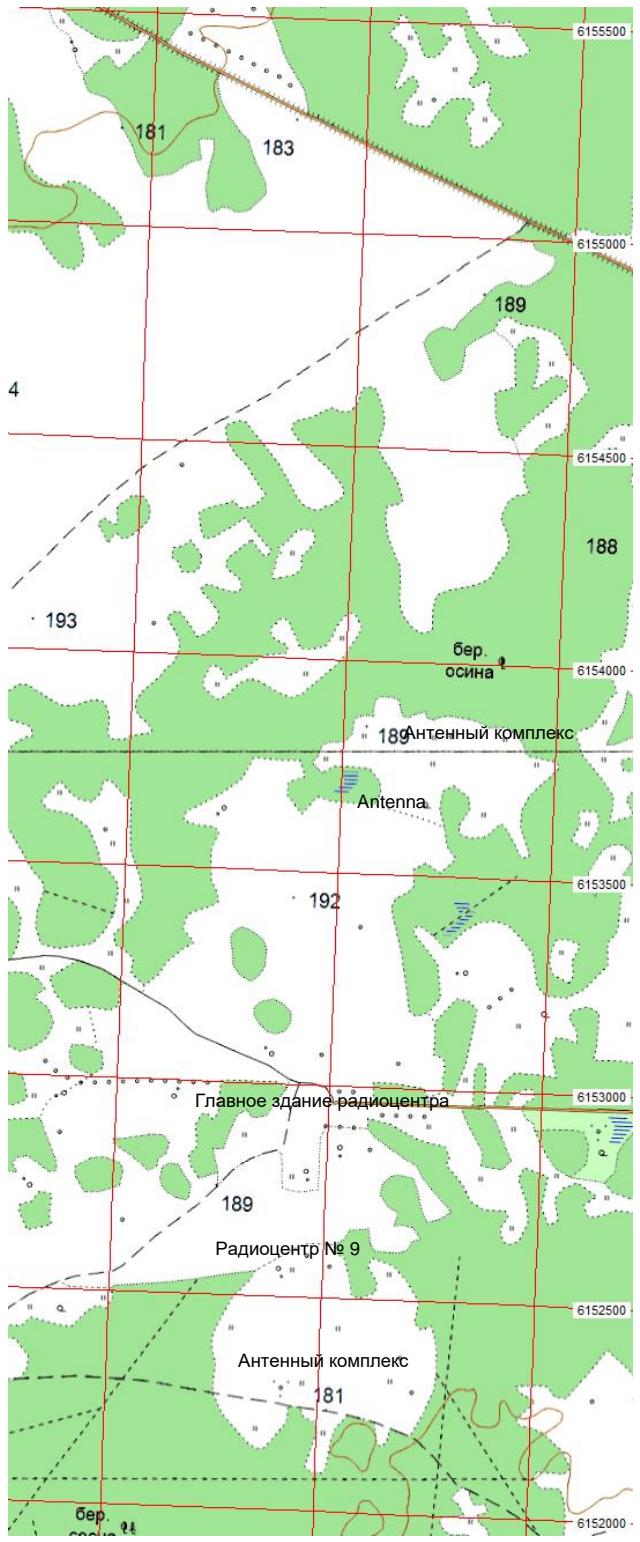 6155500
181
183
6155000
189
4
6154500
188
193
бер.
осина
6154000
189
Антенный комплекс
Antenna
6153500
192
6153000
Главное здание радиоцентра
189
Радиоцентр № 9
6152500
Антенный комплекс
181
бер.
6152000